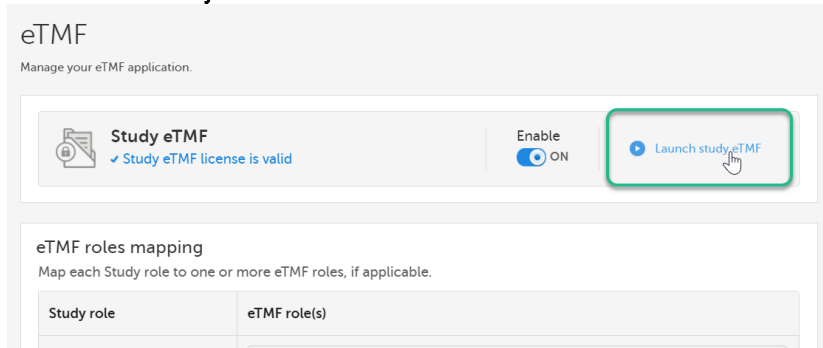 eTMF
Manage your eTMF application.
Study eTMF
✔ Study eTMF license is valid
Enable
ON
Launch study eTMF
eTMF roles mapping
Map each Study role to one or more eTMF roles, if applicable.
Study role
eTMF role(s)